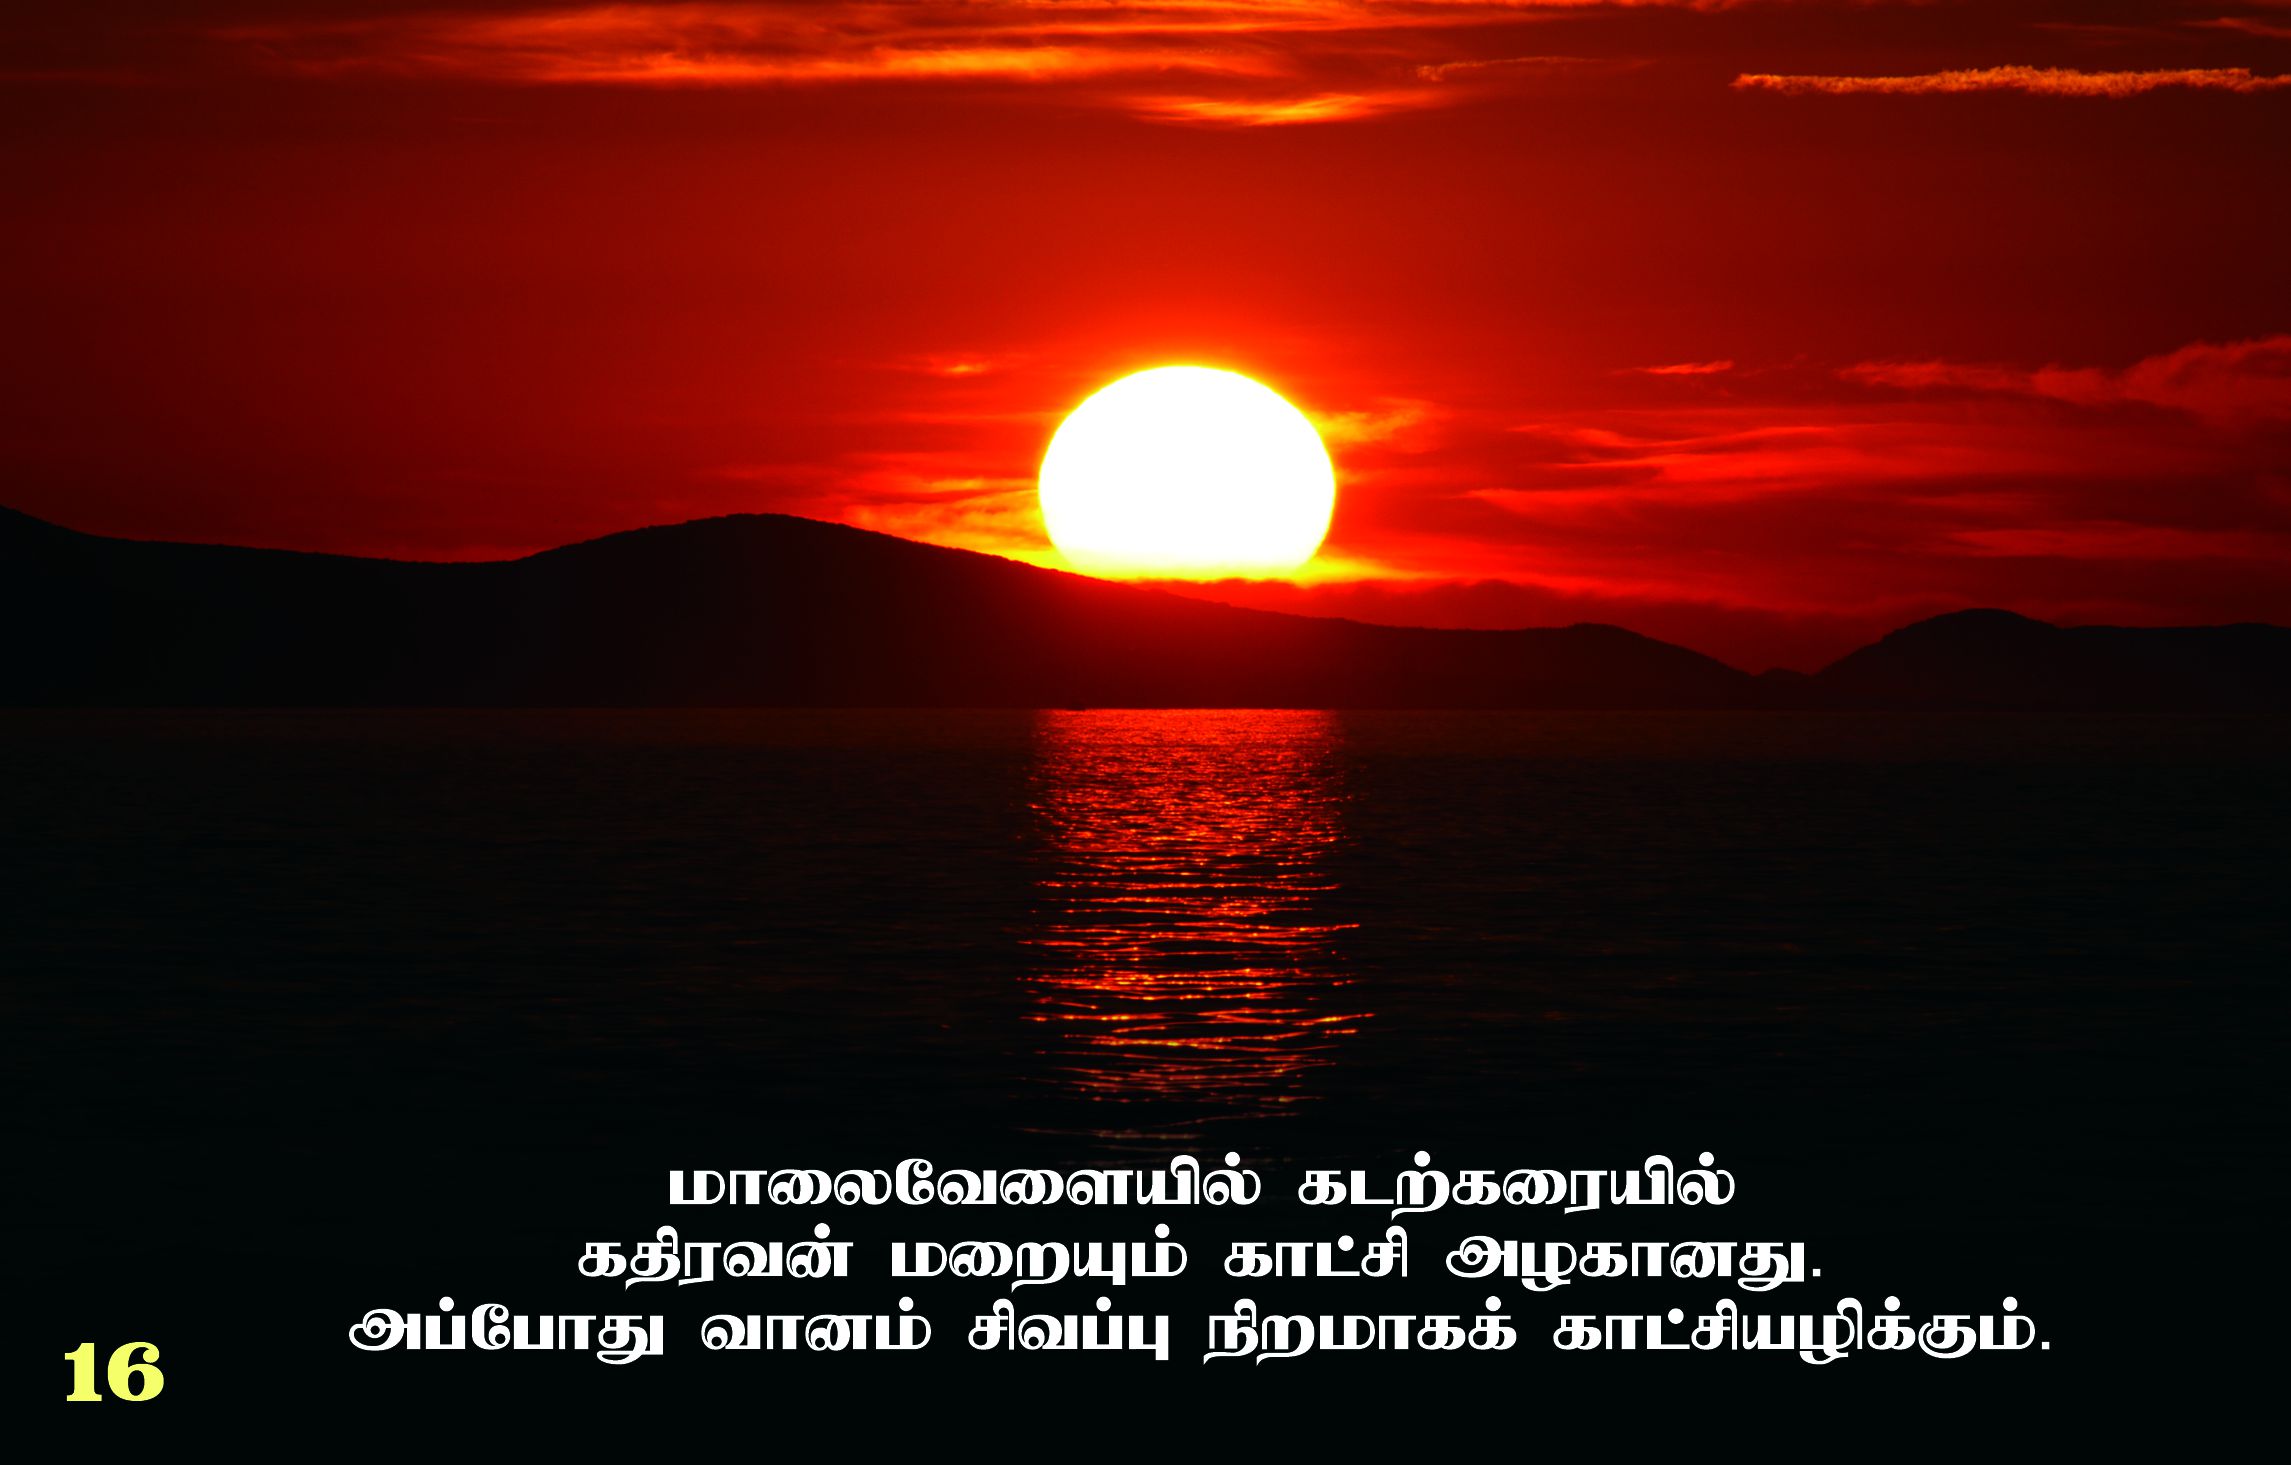 மாலைவேளையில் கடற்கரையில்
கதிரவன் மறையும் காட்சி அழகானது.
அப்போது வானம் சிவப்பு நிறமாகக் காட்சியழிக்கும்.
16